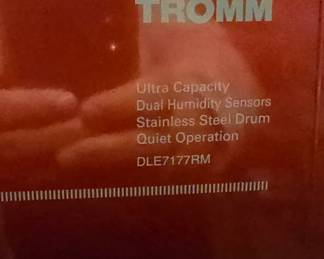 TROMM
Ultra Capacity
Dual Humidity Sensors
Stainless Steel Drum
Quiet Operation
DLE7177RM